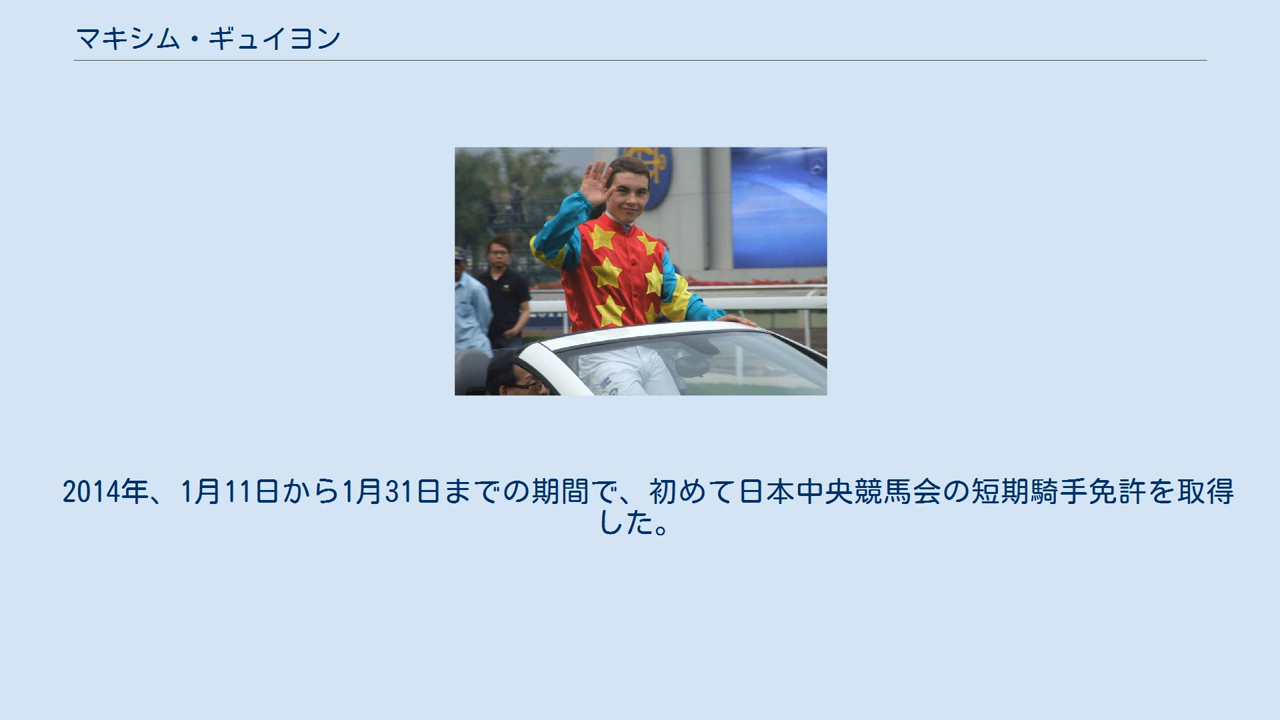 マキシム・ギュイヨン
2014年、1月11日から1月31日までの期間で、初めて日本中央競馬会の短期騎手免許を取得
した。